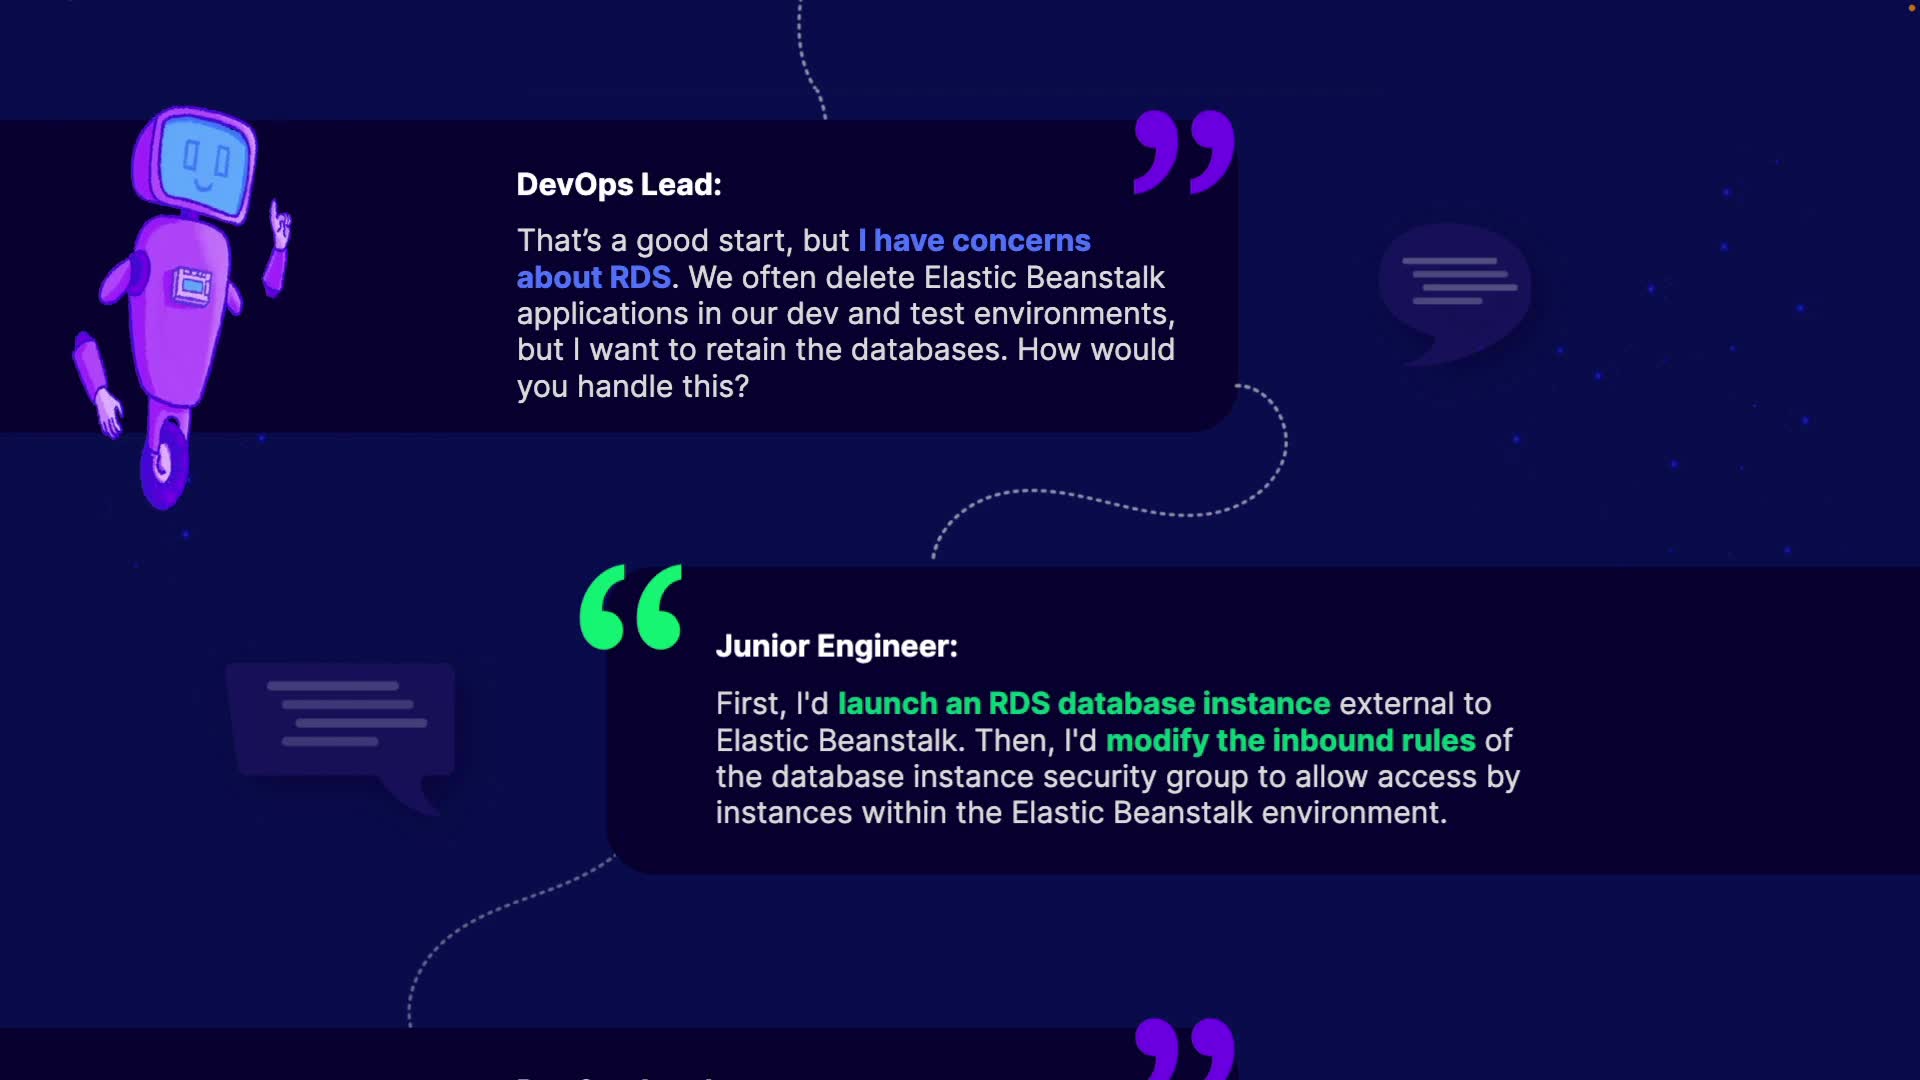 DevOps Lead:
That’s a good start, but I have concerns
about RDS. We often delete Elastic Beanstalk
applications in our dev and test environments,
but I want to retain the databases. How would
you handle this?
Junior Engineer:
First, I'd launch an RDS database instance external to
Elastic Beanstalk. Then, I'd modify the inbound rules of
the database instance security group to allow access by
instances within the Elastic Beanstalk environment.